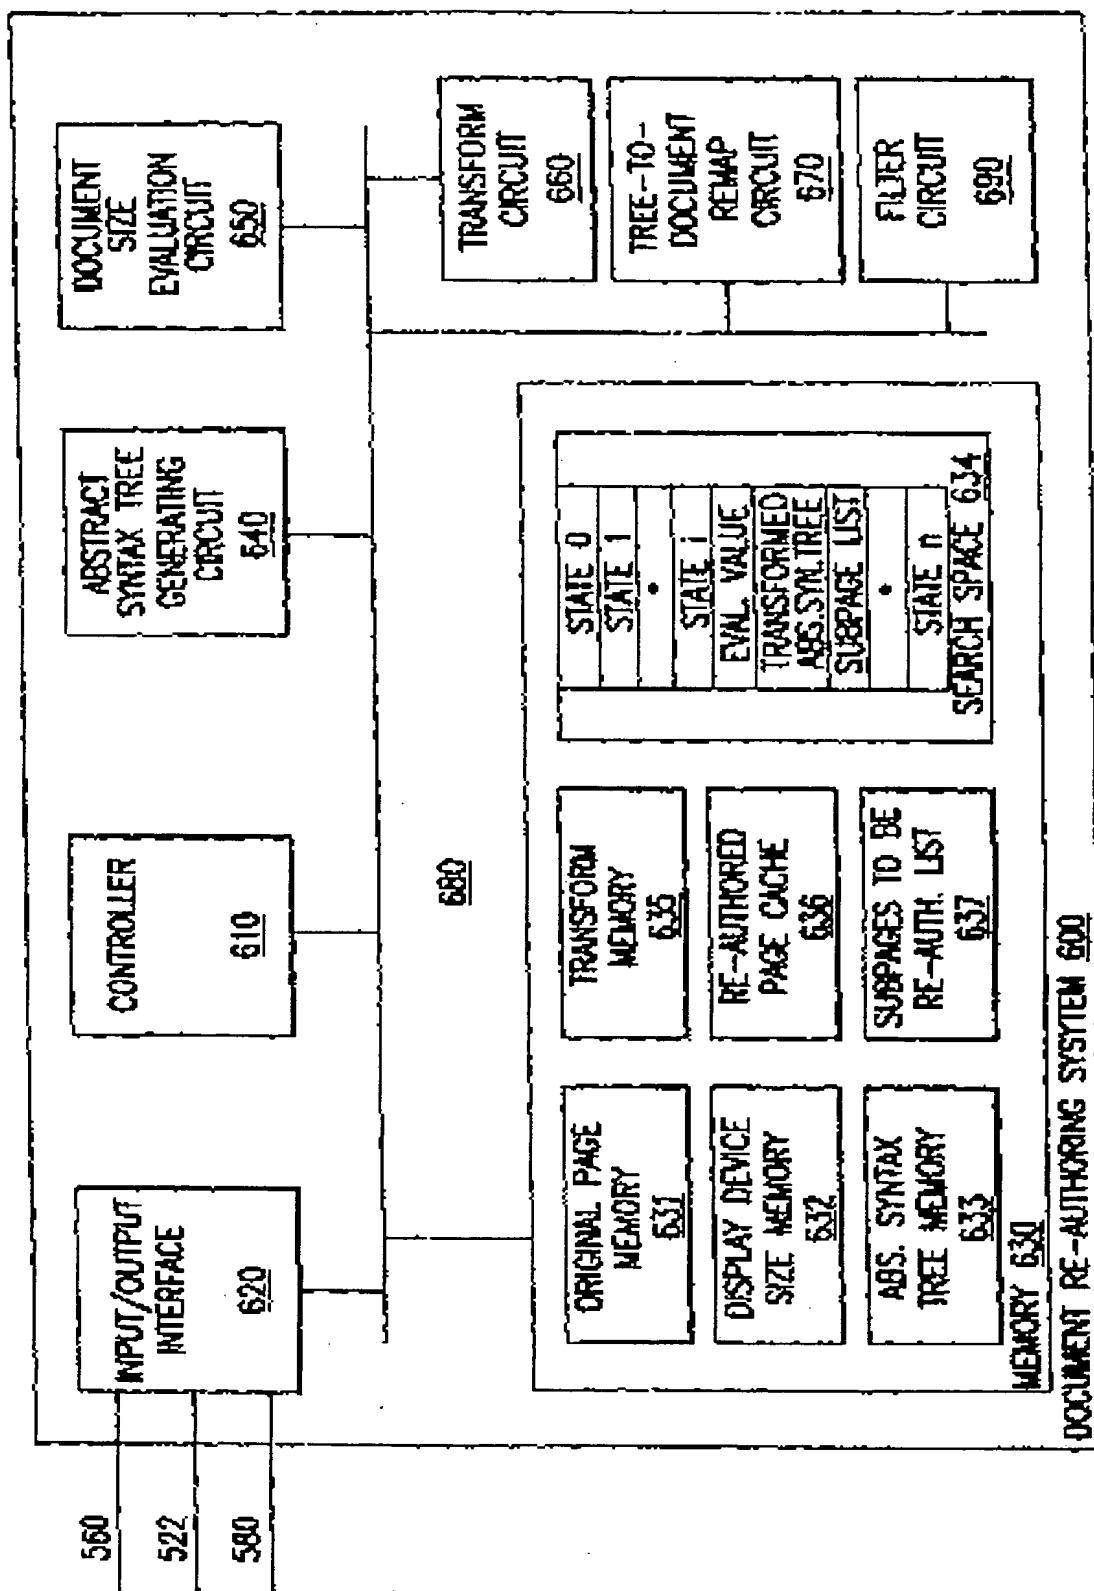 560
522
580
INPUT/OUTPUT
INTERFACE
620
CONTROLLER
610
ABSTRACT
SYNTAX TREE
GENERATING
CIRCUIT
640
DOCUMENT
SIZE
EVALUATION
CIRCUIT
650
680
TRANSFORM
CIRCUIT
660
TREE-TO-
DOCUMENT
REMAP
CIRCUIT
670
FILTER
CIRCUIT
690
ORIGINAL PAGE
MEMORY
631
DISPLAY DEVICE
SIZE MEMORY
632
ABS. SYNTAX
TREE MEMORY
633
TRANSFORM
MEMORY
635
RE-AUTHORED
PAGE CACHE
636
SUBPAGES TO BE
RE-AUTH. LIST
637
STATE 0
STATE 1
•
STATE i
EVAL. VALUE
TRANSFORMED
ABS.SYN.TREE
SUBPAGE LIST
•
STATE n
SEARCH SPACE 634
MEMORY 630
DOCUMENT RE-AUTHORING SYSYTEM 600